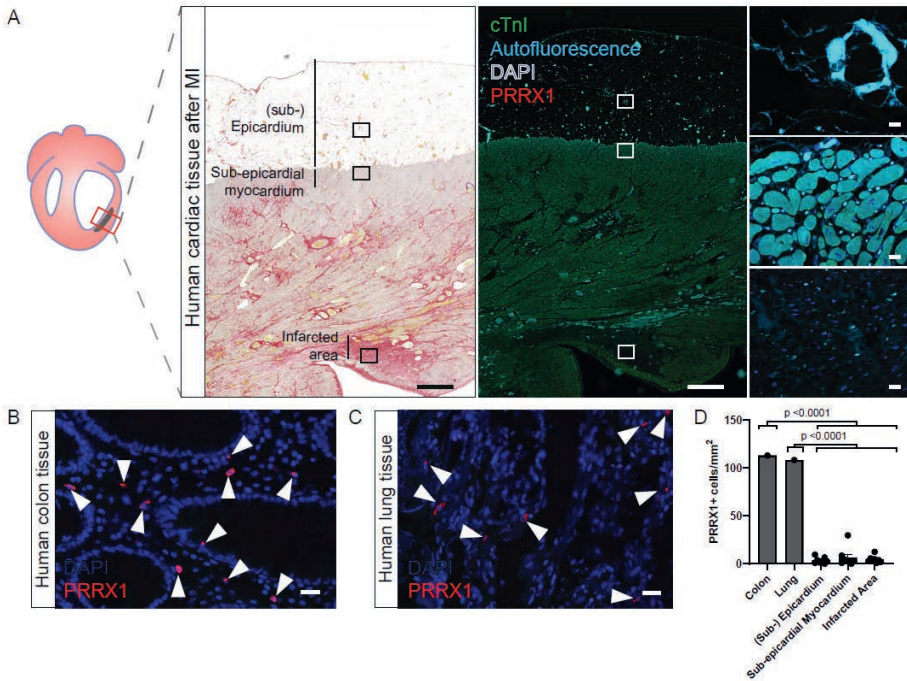 A
Human cardiac tissue after MI
(sub-)
Epicardium
Sub-epicardial
myocardium
Infarcted
area
cTnI
Autofluorescence
DAPI
PRRX1
B
Human colon tissue
DAPI
PRRX1
C
Human lung tissue
DAPI
PRRX1
D
p <0.0001
p <0.0001
PRRX1+ cells/mm²
150
100
50
0
Colon
Lung
(Sub-) Epicardium
Sub-epicardial Myocardium
Infarcted Area